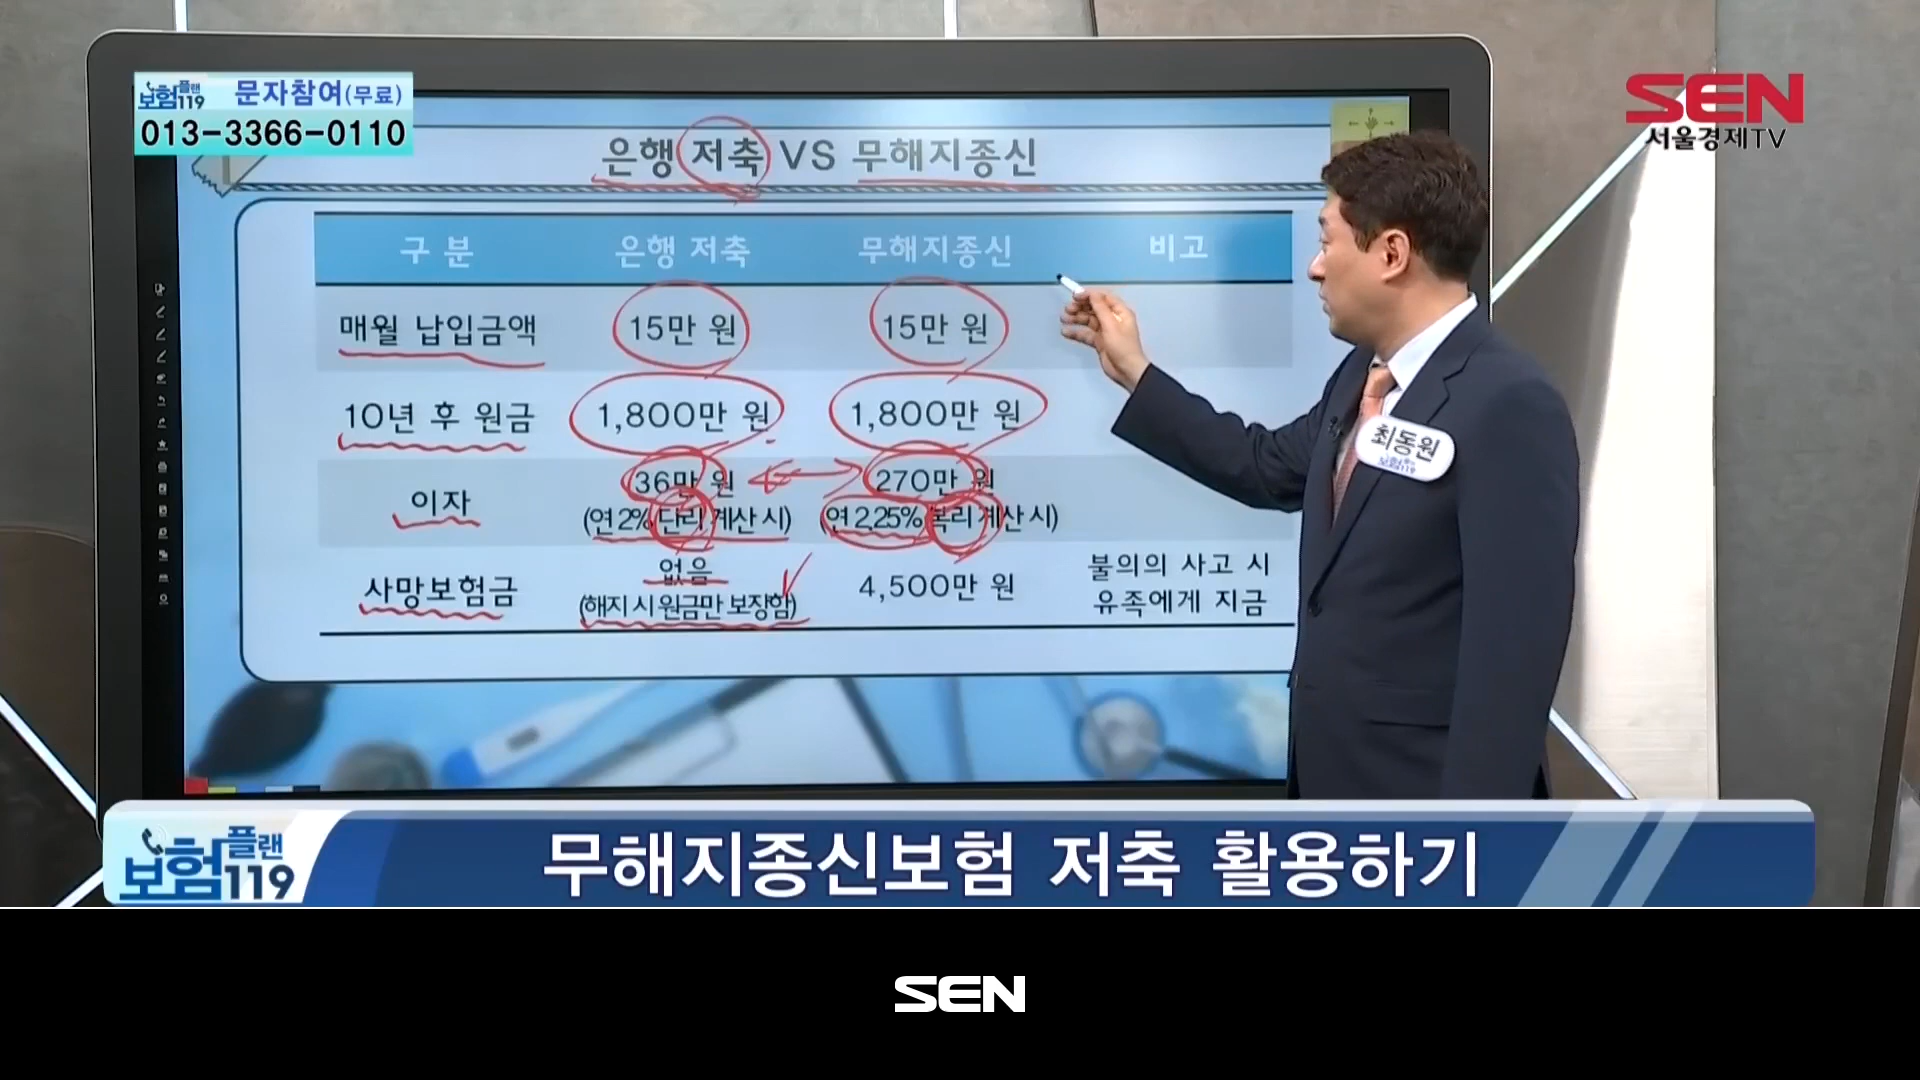 보험플랜119 문자참여(무료)
013-3366-0110
SEN
서울경제TV
은행 저축 VS 무해지종신
구 분 은행 저축 무해지종신 비고
매월 납입금액 15만 원 15만 원
10년 후 원금 1,800만 원 1,800만 원
이자 36만 원 270만 원
(연 2% 단리 계산 시) (연 2.25% 복리 계산 시)
사망보험금 없음 4,500만 원 불의의 사고 시
(해지 시 원금만 보장함) 유족에게 지금
최동원
보험119
보험플랜119
무해지종신보험 저축 활용하기
SEN